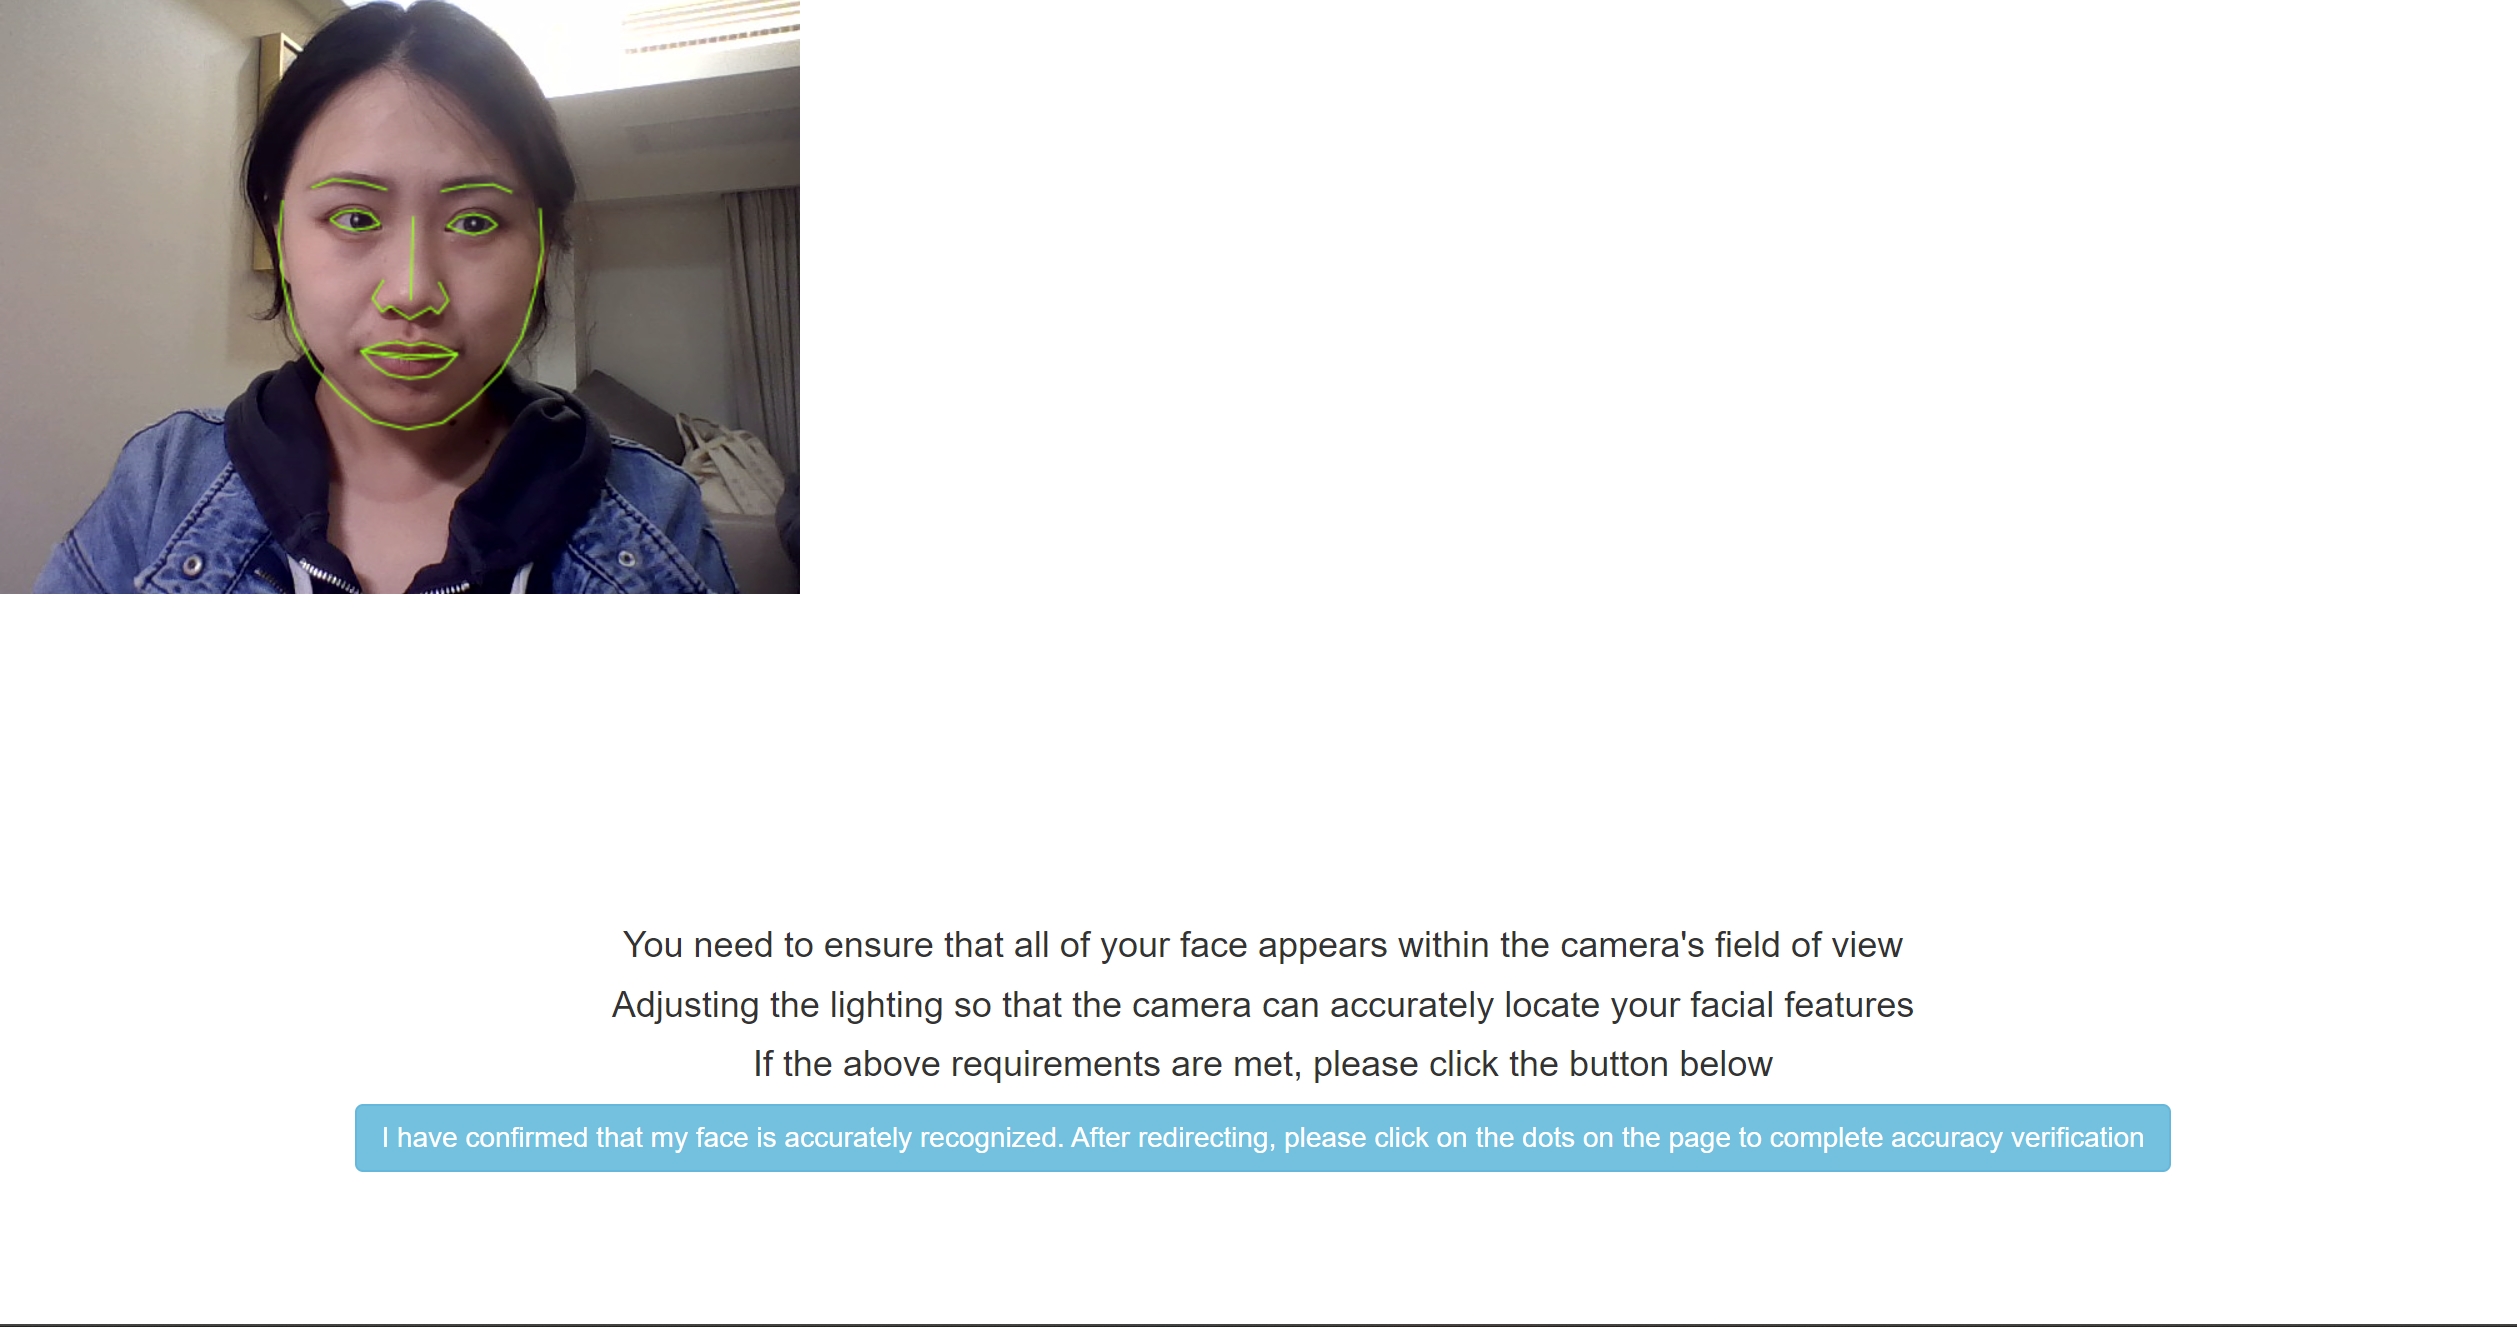 You need to ensure that all of your face appears within the camera's field of view
Adjusting the lighting so that the camera can accurately locate your facial features
If the above requirements are met, please click the button below
I have confirmed that my face is accurately recognized. After redirecting, please click on the dots on the page to complete accuracy verification